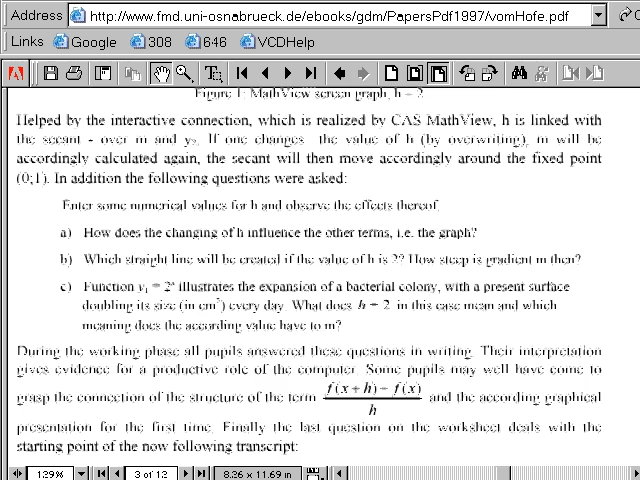 Address http://www.fmd.uni-osnabrueck.de/ebooks/gdm/PapersPdf1997/vomHofe.pdf
Links Google 308 646 VCDHelp
Figure 1: MathView screen graph, h = 2
Helped by the interactive connection, which is realized by CAS MathView, h is linked with
the secant - over m and y₂. If one changes the value of h (by overwriting), m will be
accordingly calculated again, the secant will then move accordingly around the fixed point
(0;1). In addition the following questions were asked:
Enter some numerical values for h and observe the effects thereof.
a) How does the changing of h influence the other terms, i.e. the graph?
b) Which straight line will be created if the value of h is 2? How steep is gradient m then?
c) Function y₁ = 2ˣ illustrates the expansion of a bacterial colony, with a present surface
doubling its size (in cm²) every day. What does h = 2 in this case mean and which
meaning does the according value have to m?
During the working phase all pupils answered these questions in writing. Their interpretation
gives evidence for a productive role of the computer. Some pupils may well have come to
grasp the connection of the structure of the term f(x + h) − f(x) / h and the according graphical
presentation for the first time. Finally the last question on the worksheet deals with the
starting point of the now following transcript:
129% 3 of 12 8.26 x 11.69 in